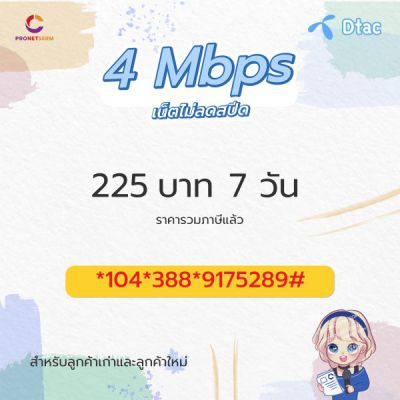 PRONETSERM
Dtac
4 Mbps
เน็ตไม่ลดสปีด
225 บาท 7 วัน
ราคารวมภาษีแล้ว
*104*388*9175289#
สำหรับลูกค้าเก่าและลูกค้าใหม่